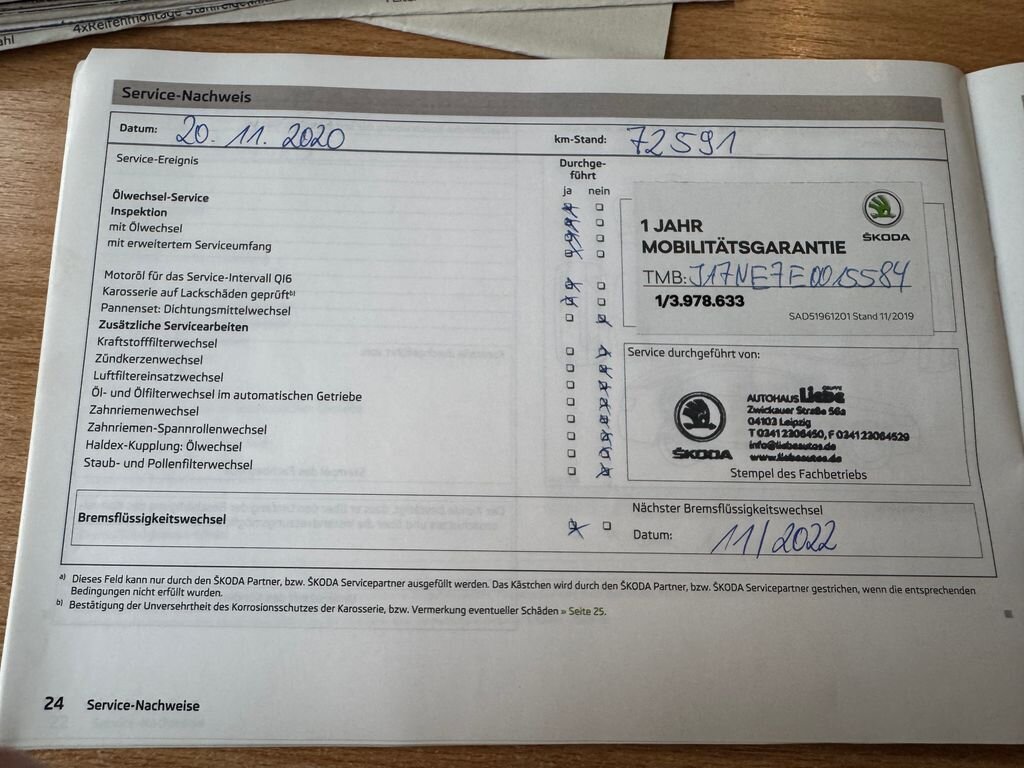 4xReifenmontage
ahl
Service-Nachweis
Datum: 20. 11. 2020 km-Stand: 72591
Service-Ereignis Durchge-
führt
ja nein
Ölwechsel-Service
Inspektion
mit Ölwechsel
mit erweitertem Serviceumfang
Motoröl für das Service-Intervall QI6
Karosserie auf Lackschäden geprüft b)
Pannenset: Dichtungsmittelwechsel
Zusätzliche Servicearbeiten
Kraftstofffilterwechsel
Zündkerzenwechsel
Luftfiltereinsatzwechsel
Öl- und Ölfilterwechsel im automatischen Getriebe
Zahnriemenwechsel
Zahnriemen-Spannrollenwechsel
Haldex-Kupplung: Ölwechsel
Staub- und Pollenfilterwechsel
ŠKODA
1 JAHR
MOBILITÄTSGARANTIE
TMB: J17NE7E0015584
1/3.978.633
SAD51961201 Stand 11/2019
Service durchgeführt von:
ŠKODA
GRUPPE
AUTOHAUS Liebe
Zwickauer Straße 56a
04103 Leipzig
T 0341 2306450, F 0341 23064529
info@liebeautos.de
www.liebeautos.de
Stempel des Fachbetriebs
Bremsflüssigkeitswechsel
Nächster Bremsflüssigkeitswechsel
Datum: 11/2022
a) Dieses Feld kann nur durch den ŠKODA Partner, bzw. ŠKODA Servicepartner ausgefüllt werden. Das Kästchen wird durch den ŠKODA Partner, bzw. ŠKODA Servicepartner gestrichen, wenn die entsprechenden
Bedingungen nicht erfüllt wurden.
b) Bestätigung der Unversehrtheit des Korrosionsschutzes der Karosserie, bzw. Vermerkung eventueller Schäden » Seite 25.
24 Service-Nachweise